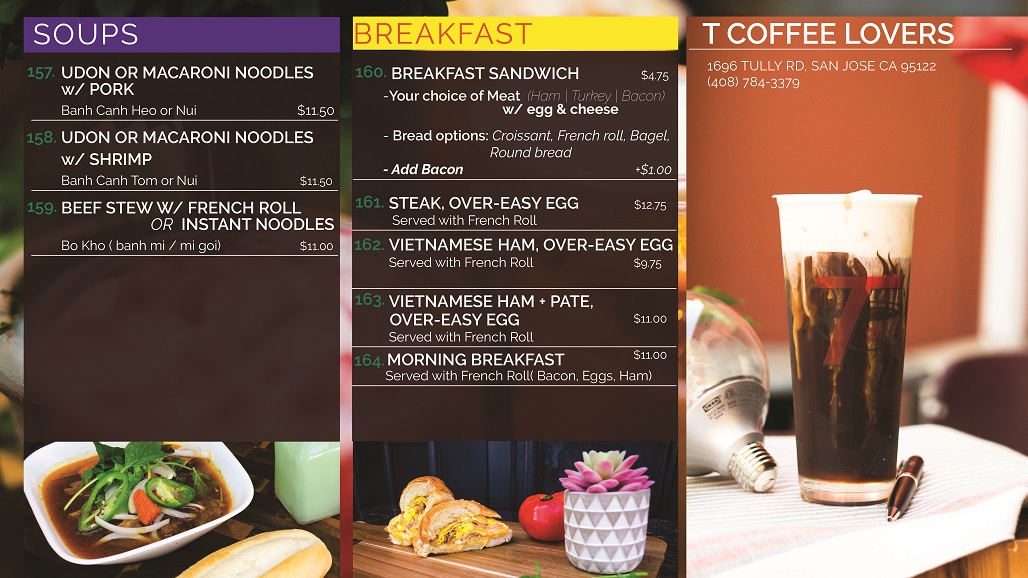 SOUPS
157. UDON OR MACARONI NOODLES
w/ PORK
Banh Canh Heo or Nui $11.50
158. UDON OR MACARONI NOODLES
w/ SHRIMP
Banh Canh Tom or Nui $11.50
159. BEEF STEW W/ FRENCH ROLL
OR INSTANT NOODLES
Bo Kho ( banh mi / mi goi) $11.00
BREAKFAST
160. BREAKFAST SANDWICH $4.75
-Your choice of Meat (Ham | Turkey | Bacon)
w/ egg & cheese
- Bread options: Croissant, French roll, Bagel,
Round bread
- Add Bacon +$1.00
161. STEAK, OVER-EASY EGG $12.75
Served with French Roll
162. VIETNAMESE HAM, OVER-EASY EGG
Served with French Roll $9.75
163. VIETNAMESE HAM + PATE,
OVER-EASY EGG $11.00
Served with French Roll
164. MORNING BREAKFAST $11.00
Served with French Roll( Bacon, Eggs, Ham)
T COFFEE LOVERS
1696 TULLY RD, SAN JOSE CA 95122
(408) 784-3379